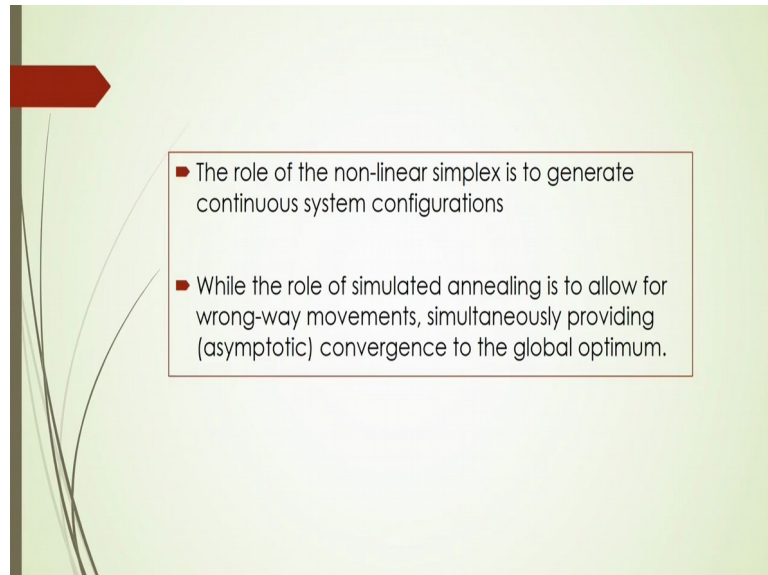 The role of the non-linear simplex is to generate
continuous system configurations
While the role of simulated annealing is to allow for
wrong-way movements, simultaneously providing
(asymptotic) convergence to the global optimum.